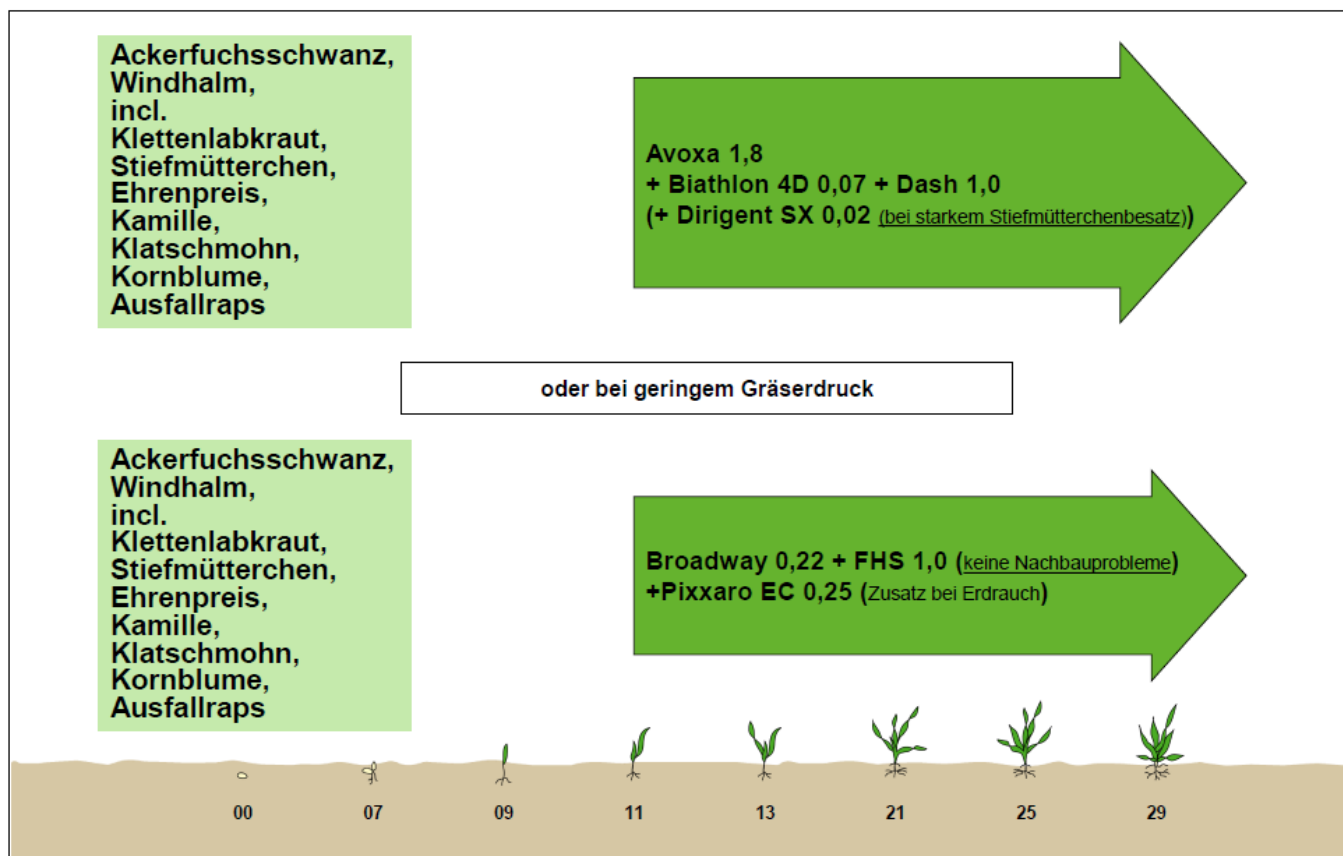 Ackerfuchsschwanz,
Windhalm,
incl.
Klettenlabkraut,
Stiefmütterchen,
Ehrenpreis,
Kamille,
Klatschmohn,
Kornblume,
Ausfallraps
Avoxa 1,8
+ Biathlon 4D 0,07 + Dash 1,0
(+ Dirigent SX 0,02 (bei starkem Stiefmütterchenbesatz))
oder bei geringem Gräserdruck
Ackerfuchsschwanz,
Windhalm,
incl.
Klettenlabkraut,
Stiefmütterchen,
Ehrenpreis,
Kamille,
Klatschmohn,
Kornblume,
Ausfallraps
Broadway 0,22 + FHS 1,0 (keine Nachbauprobleme)
+Pixxaro EC 0,25 (Zusatz bei Erdrauch)
00 07 09 11 13 21 25 29